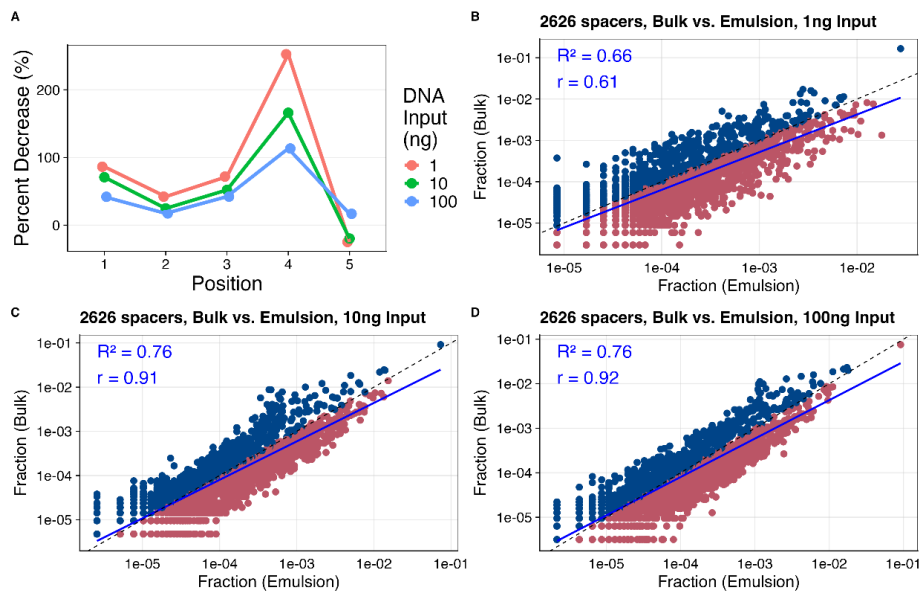 A
Percent Decrease (%)
200
100
0
1 2 3 4 5
Position
DNA
Input
(ng)
1
10
100
B
2626 spacers, Bulk vs. Emulsion, 1ng Input
R² = 0.66
r = 0.61
Fraction (Bulk)
1e-01
1e-02
1e-03
1e-04
1e-05
1e-05 1e-04 1e-03 1e-02
Fraction (Emulsion)
C
2626 spacers, Bulk vs. Emulsion, 10ng Input
R² = 0.76
r = 0.91
Fraction (Bulk)
1e-01
1e-02
1e-03
1e-04
1e-05
1e-05 1e-04 1e-03 1e-02 1e-01
Fraction (Emulsion)
D
2626 spacers, Bulk vs. Emulsion, 100ng Input
R² = 0.76
r = 0.92
Fraction (Bulk)
1e-01
1e-02
1e-03
1e-04
1e-05
1e-05 1e-04 1e-03 1e-02 1e-01
Fraction (Emulsion)